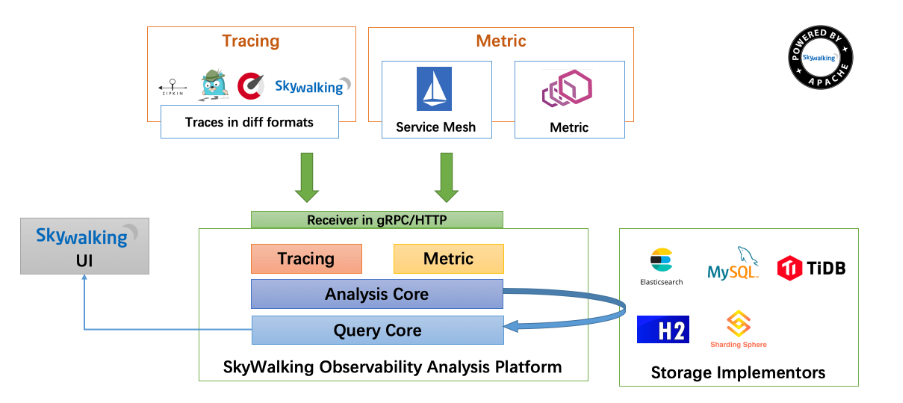 Tracing
Metric
POWERED BY
Skywalking
APACHE
ZIPKIN
Skywalking
Traces in diff formats
Service Mesh
Metric
Receiver in gRPC/HTTP
Skywalking
UI
Tracing
Metric
Analysis Core
Query Core
SkyWalking Observability Analysis Platform
Elasticsearch
MySQL
TiDB
H2
Sharding Sphere
Storage Implementors